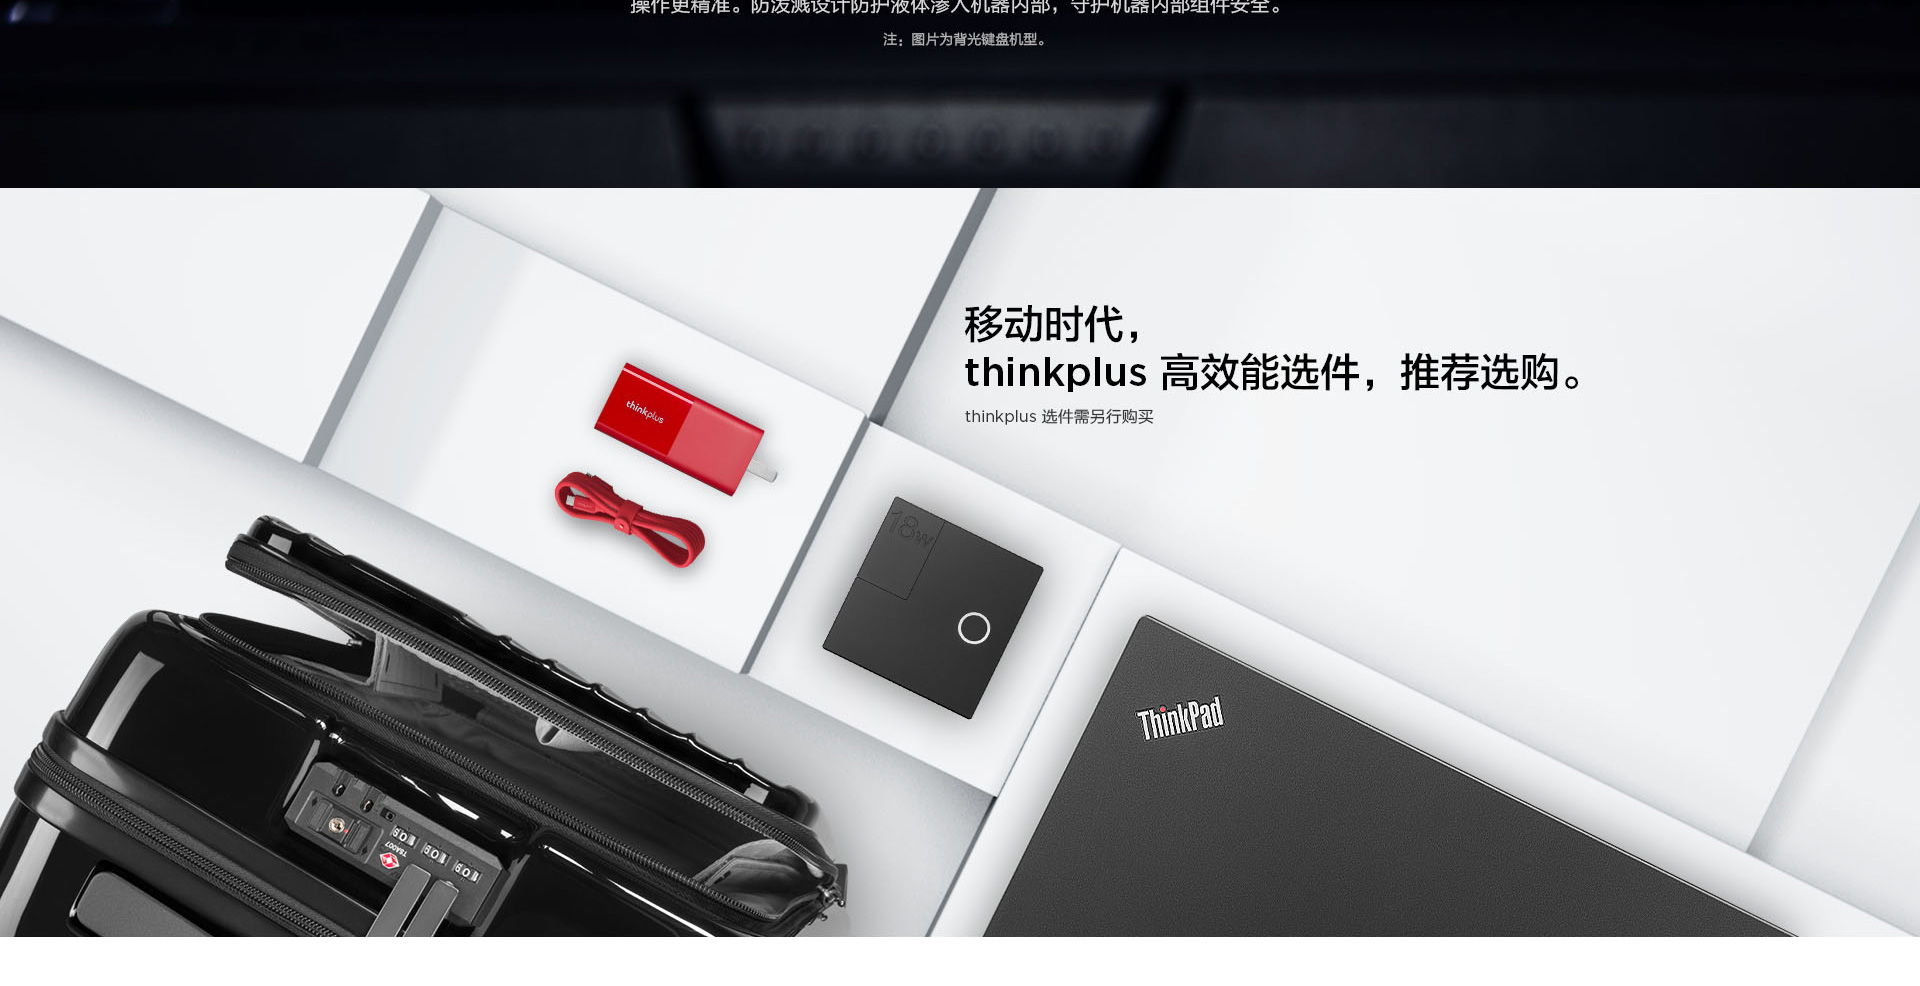 操作更精准。防泼溅设计防护液体渗入机器内部，守护机器内部组件安全。
注：图片为背光键盘机型。
移动时代，
thinkplus 高效能选件，推荐选购。
thinkplus 选件需另行购买
thinkplus
18w
ThinkPad
TSA007